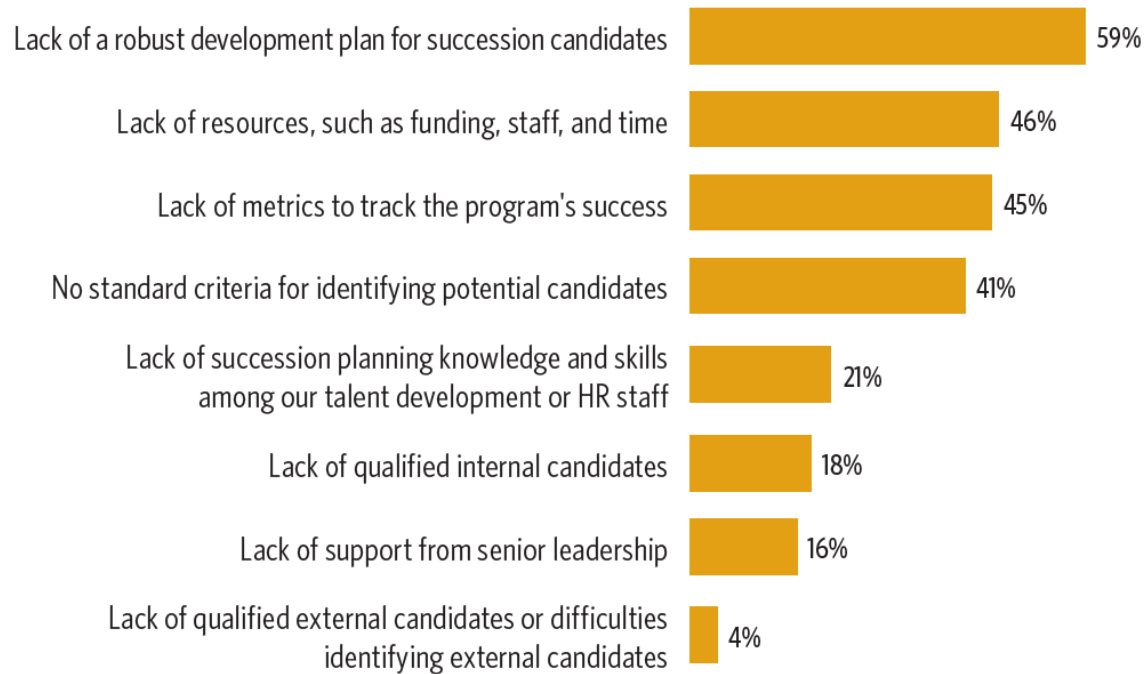 Lack of a robust development plan for succession candidates 59%
Lack of resources, such as funding, staff, and time 46%
Lack of metrics to track the program's success 45%
No standard criteria for identifying potential candidates 41%
Lack of succession planning knowledge and skills
among our talent development or HR staff 21%
Lack of qualified internal candidates 18%
Lack of support from senior leadership 16%
Lack of qualified external candidates or difficulties
identifying external candidates 4%